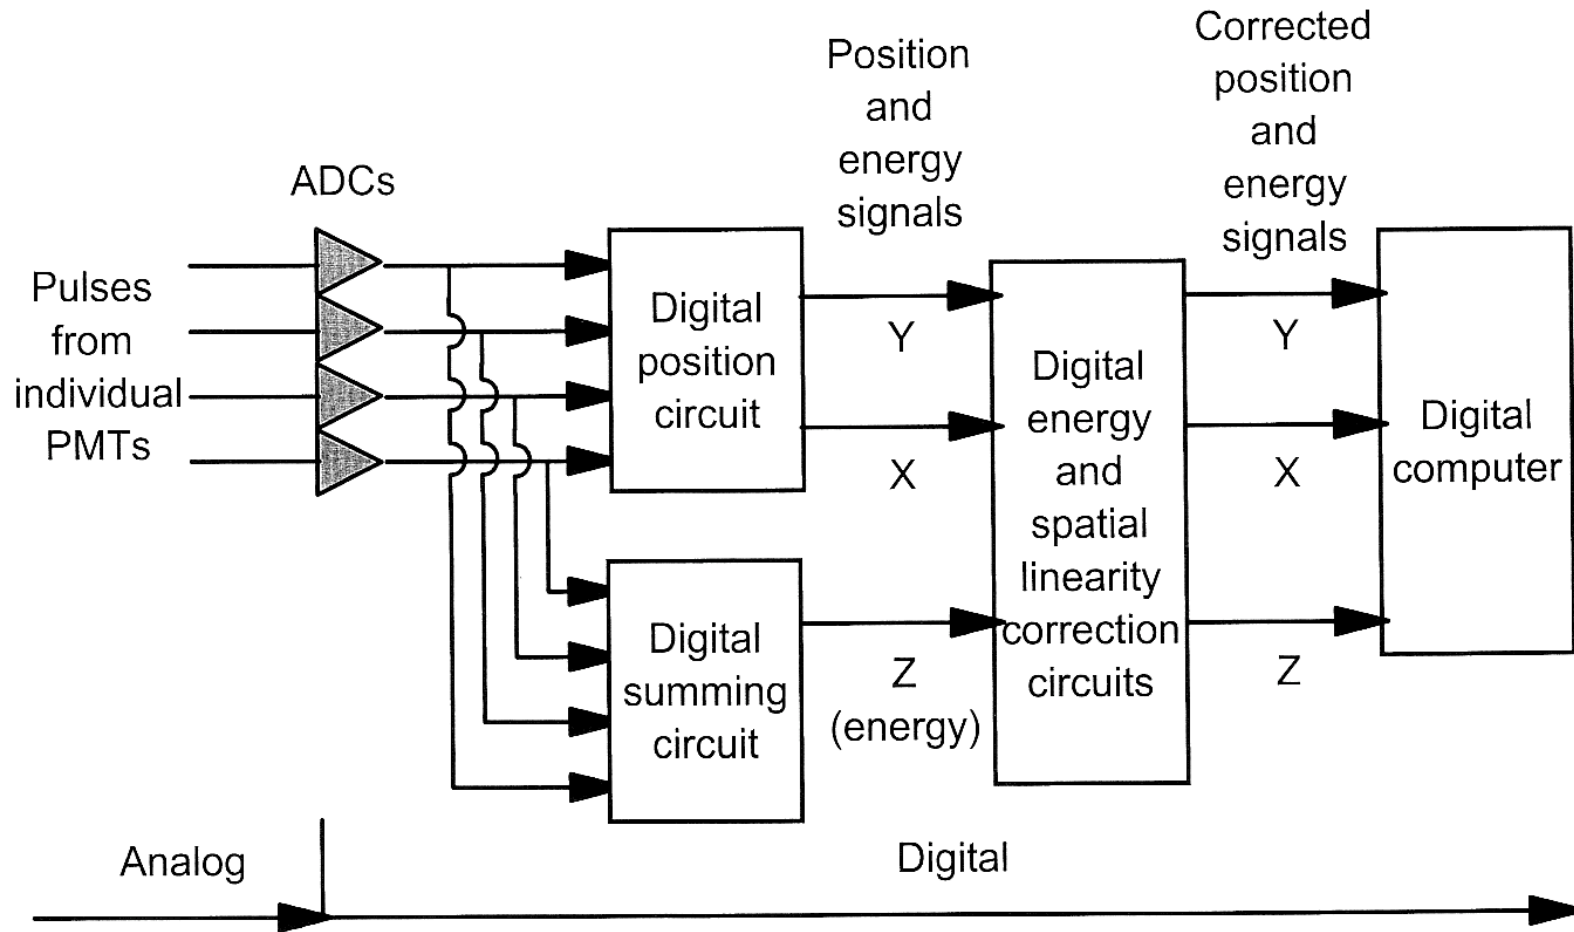 Position
and
energy
signals
Corrected
position
and
energy
signals
ADCs
Pulses
from
individual
PMTs
Digital
position
circuit
Y
X
Digital
summing
circuit
Z
(energy)
Digital
energy
and
spatial
linearity
correction
circuits
Y
X
Z
Digital
computer
Analog
Digital